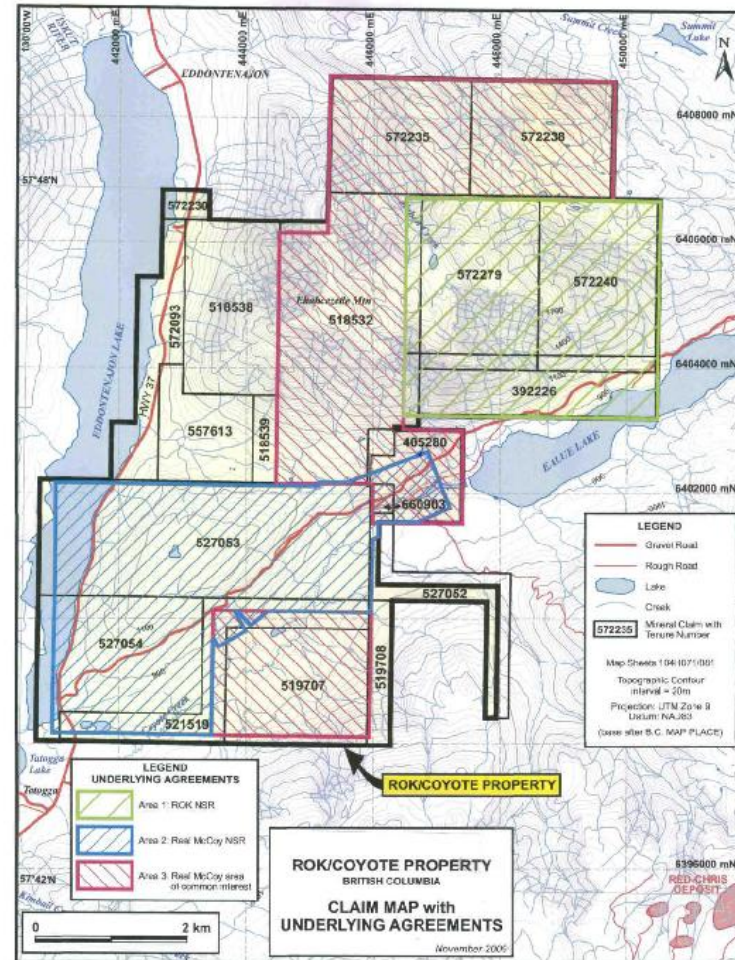 130°00'W
ISKUT
RIVER
442000 mE
444000 mE
446000 mE
448000 mE
450000 mE
Summit Creek
Summit
Lake
N
EDDONTENAJON
6408000 mN
572235
572238
57°48'N
572230
6406000 mN
572279
572240
518538
Ehahcezetle Mtn
518532
572093
EDDONTENAJON LAKE
HWY 37
6404000 mN
392226
557613
518539
405280
EALUE LAKE
660903
6402000 mN
527053
527052
527054
519707
519708
521519
Tatogga
Lake
Tatogga
LEGEND
Gravel Road
Rough Road
Lake
Creek
572235
Mineral Claim with
Tenure Number
Topographic Contour
interval = 20m
Projection: UTM Zone 9
Datum: NAD83
(base after B.C. MAP PLACE)
ROK/COYOTE PROPERTY
LEGEND
UNDERLYING AGREEMENTS
Area 1: ROK NSR
Area 2: Real McCoy NSR
Area 3: Real McCoy area
of common interest
57°42'N
0 2 km
ROK/COYOTE PROPERTY
BRITISH COLUMBIA
CLAIM MAP with
UNDERLYING AGREEMENTS
November 2009
6396000 mN
RED-CHRIS
DEPOSIT